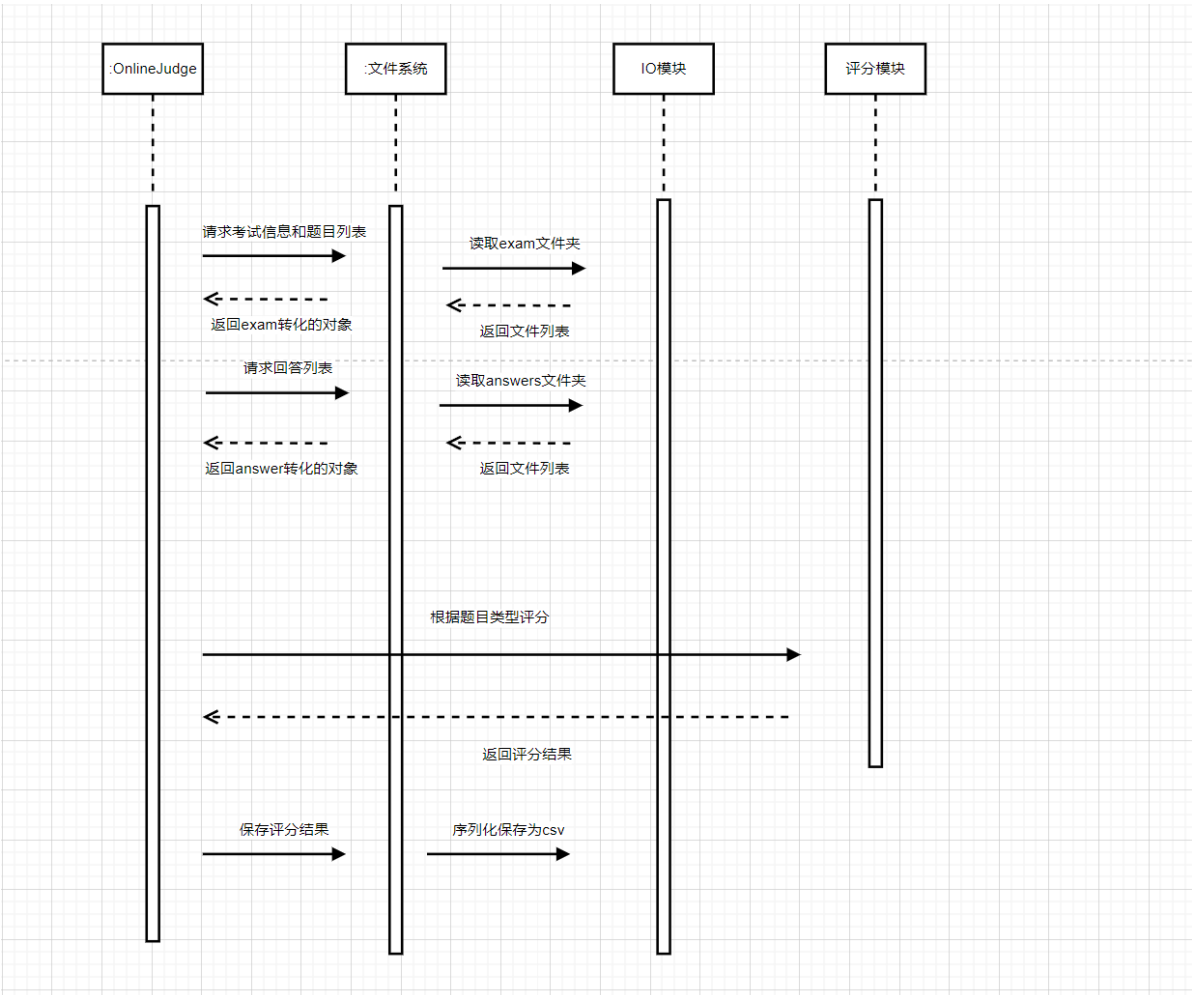 :OnlineJudge
:文件系统
IO模块
评分模块
请求考试信息和题目列表
读取exam文件夹
返回exam转化的对象
返回文件列表
请求回答列表
读取answers文件夹
返回answer转化的对象
返回文件列表
根据题目类型评分
返回评分结果
保存评分结果
序列化保存为csv